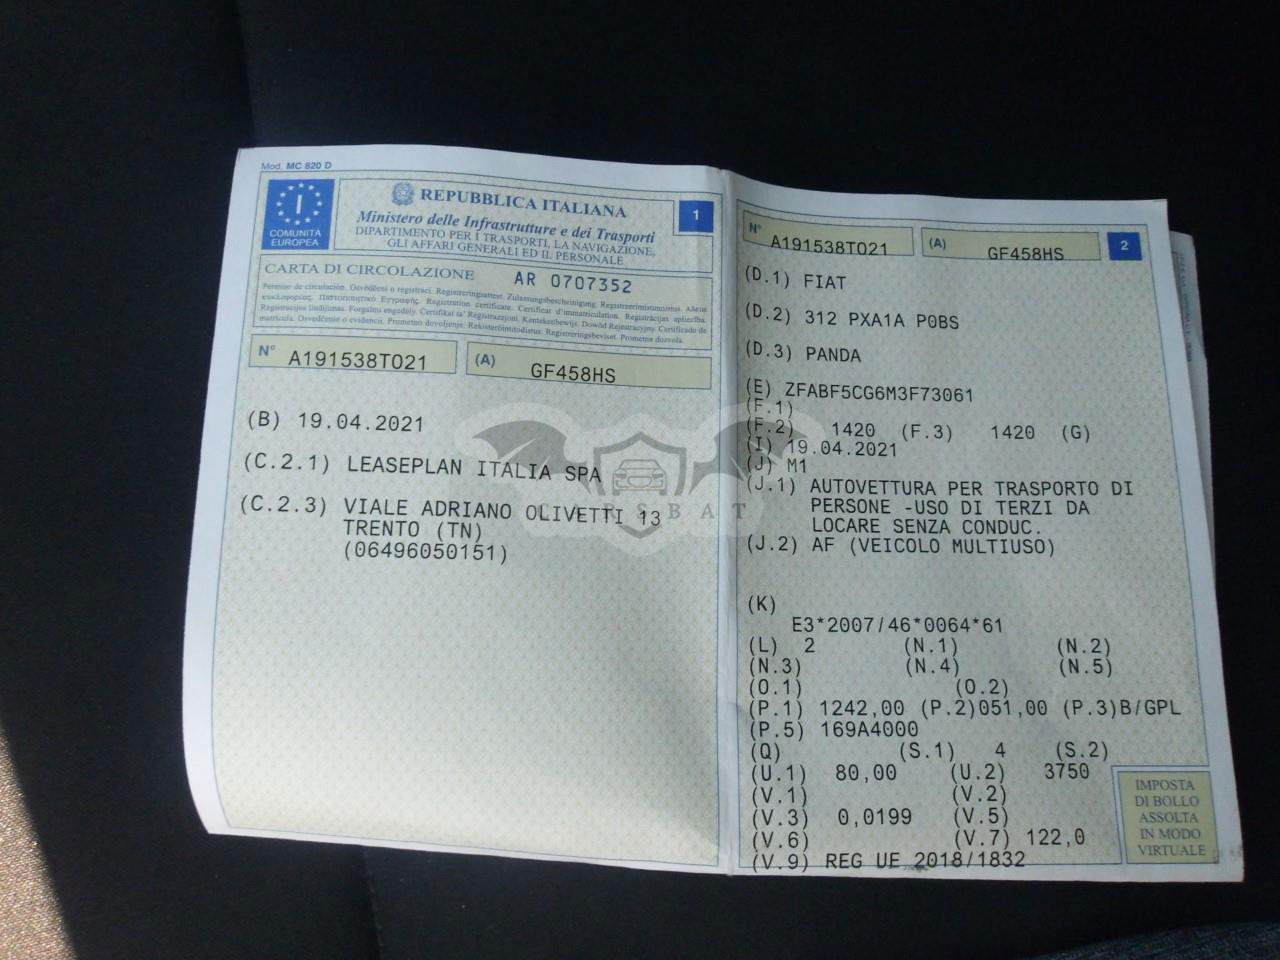 Mod. MC 820 D
I
COMUNITÀ
EUROPEA
REPUBBLICA ITALIANA
Ministero delle Infrastrutture e dei Trasporti
DIPARTIMENTO PER I TRASPORTI, LA NAVIGAZIONE,
GLI AFFARI GENERALI ED IL PERSONALE
1
CARTA DI CIRCOLAZIONE AR 0707352
N° A191538TO21 (A) GF458HS
(B) 19.04.2021
(C.2.1) LEASEPLAN ITALIA SPA
(C.2.3) VIALE ADRIANO OLIVETTI 13
TRENTO (TN)
(06496050151)
CARSBAT
N° A191538TO21 (A) GF458HS 2
(D.1) FIAT
(D.2) 312 PXA1A P0BS
(D.3) PANDA
(E) ZFABF5CG6M3F73061
(F.1)
(F.2) 1420 (F.3) 1420 (G)
(I) 19.04.2021
(J) M1
(J.1) AUTOVETTURA PER TRASPORTO DI
PERSONE -USO DI TERZI DA
LOCARE SENZA CONDUC.
(J.2) AF (VEICOLO MULTIUSO)
(K)
E3*2007/46*0064*61
(L) 2 (N.1) (N.2)
(N.3) (N.4) (N.5)
(O.1) (O.2)
(P.1) 1242,00 (P.2)051,00 (P.3)B/GPL
(P.5) 169A4000
(Q) (S.1) 4 (S.2)
(U.1) 80,00 (U.2) 3750
(V.1) (V.2)
(V.3) 0,0199 (V.5)
(V.6) (V.7) 122,0
(V.9) REG UE 2018/1832
IMPOSTA
DI BOLLO
ASSOLTA
IN MODO
VIRTUALE